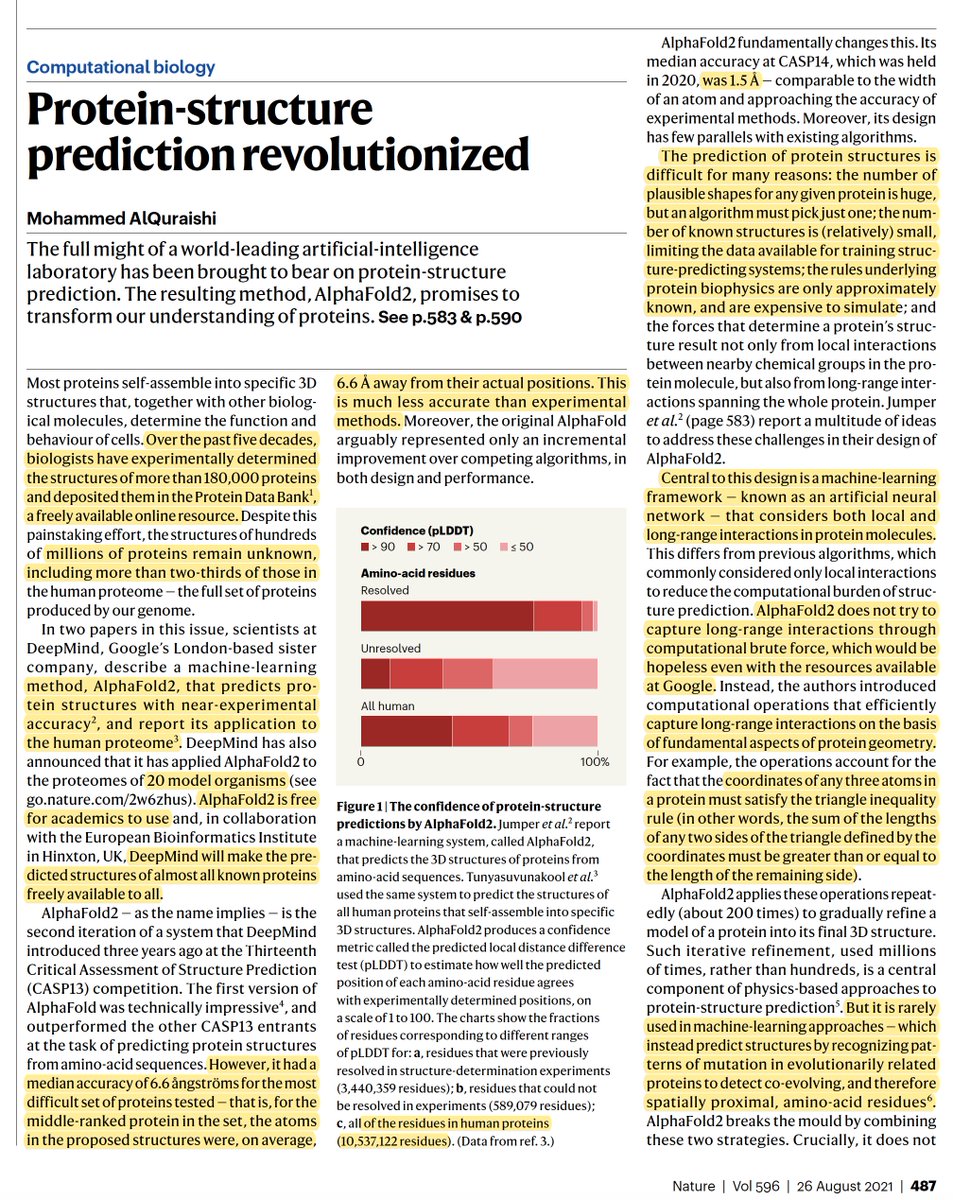 Computational biology
Protein-structure
prediction revolutionized
Mohammed AlQuraishi
The full might of a world-leading artificial-intelligence
laboratory has been brought to bear on protein-structure
prediction. The resulting method, AlphaFold2, promises to
transform our understanding of proteins. See p.583 & p.590
Most proteins self-assemble into specific 3D
structures that, together with other biolog-
ical molecules, determine the function and
behaviour of cells. Over the past five decades,
biologists have experimentally determined
the structures of more than 180,000 proteins
and deposited them in the Protein Data Bank¹,
a freely available online resource. Despite this
painstaking effort, the structures of hundreds
of millions of proteins remain unknown,
including more than two-thirds of those in
the human proteome — the full set of proteins
produced by our genome.
In two papers in this issue, scientists at
DeepMind, Google's London-based sister
company, describe a machine-learning
method, AlphaFold2, that predicts pro-
tein structures with near-experimental
accuracy², and report its application to
the human proteome³. DeepMind has also
announced that it has applied AlphaFold2 to
the proteomes of 20 model organisms (see
go.nature.com/2w6zhus). AlphaFold2 is free
for academics to use and, in collaboration
with the European Bioinformatics Institute
in Hinxton, UK, DeepMind will make the pre-
dicted structures of almost all known proteins
freely available to all.
AlphaFold2 — as the name implies — is the
second iteration of a system that DeepMind
introduced three years ago at the Thirteenth
Critical Assessment of Structure Prediction
(CASP13) competition. The first version of
AlphaFold was technically impressive⁴, and
outperformed the other CASP13 entrants
at the task of predicting protein structures
from amino-acid sequences. However, it had a
median accuracy of 6.6 ångströms for the most
difficult set of proteins tested — that is, for the
middle-ranked protein in the set, the atoms
in the proposed structures were, on average,
6.6 Å away from their actual positions. This
is much less accurate than experimental
methods. Moreover, the original AlphaFold
arguably represented only an incremental
improvement over competing algorithms, in
both design and performance.
Confidence (pLDDT)
> 90 > 70 > 50 ≤ 50
Amino-acid residues
Resolved
Unresolved
All human
0 100%
Figure 1 | The confidence of protein-structure
predictions by AlphaFold2. Jumper et al.² report
a machine-learning system, called AlphaFold2,
that predicts the 3D structures of proteins from
amino-acid sequences. Tunyasuvunakool et al.³
used the same system to predict the structures of
all human proteins that self-assemble into specific
3D structures. AlphaFold2 produces a confidence
metric called the predicted local distance difference
test (pLDDT) to estimate how well the predicted
position of each amino-acid residue agrees
with experimentally determined positions, on
a scale of 1 to 100. The charts show the fractions
of residues corresponding to different ranges
of pLDDT for: a, residues that were previously
resolved in structure-determination experiments
(3,440,359 residues); b, residues that could not
be resolved in experiments (589,079 residues);
c, all of the residues in human proteins
(10,537,122 residues). (Data from ref. 3.)
AlphaFold2 fundamentally changes this. Its
median accuracy at CASP14, which was held
in 2020, was 1.5 Å — comparable to the width
of an atom and approaching the accuracy of
experimental methods. Moreover, its design
has few parallels with existing algorithms.
The prediction of protein structures is
difficult for many reasons: the number of
plausible shapes for any given protein is huge,
but an algorithm must pick just one; the num-
ber of known structures is (relatively) small,
limiting the data available for training struc-
ture-predicting systems; the rules underlying
protein biophysics are only approximately
known, and are expensive to simulate; and
the forces that determine a protein's struc-
ture result not only from local interactions
between nearby chemical groups in the pro-
tein molecule, but also from long-range inter-
actions spanning the whole protein. Jumper
et al.² (page 583) report a multitude of ideas
to address these challenges in their design of
AlphaFold2.
Central to this design is a machine-learning
framework — known as an artificial neural
network — that considers both local and
long-range interactions in protein molecules.
This differs from previous algorithms, which
commonly considered only local interactions
to reduce the computational burden of struc-
ture prediction. AlphaFold2 does not try to
capture long-range interactions through
computational brute force, which would be
hopeless even with the resources available
at Google. Instead, the authors introduced
computational operations that efficiently
capture long-range interactions on the basis
of fundamental aspects of protein geometry.
For example, the operations account for the
fact that the coordinates of any three atoms in
a protein must satisfy the triangle inequality
rule (in other words, the sum of the lengths
of any two sides of the triangle defined by the
coordinates must be greater than or equal to
the length of the remaining side).
AlphaFold2 applies these operations repeat-
edly (about 200 times) to gradually refine a
model of a protein into its final 3D structure.
Such iterative refinement, used millions
of times, rather than hundreds, is a central
component of physics-based approaches to
protein-structure prediction⁵. But it is rarely
used in machine-learning approaches — which
instead predict structures by recognizing pat-
terns of mutation in evolutionarily related
proteins to detect co-evolving, and therefore
spatially proximal, amino-acid residues⁶.
AlphaFold2 breaks the mould by combining
these two strategies. Crucially, it does not
Nature | Vol 596 | 26 August 2021 | 487